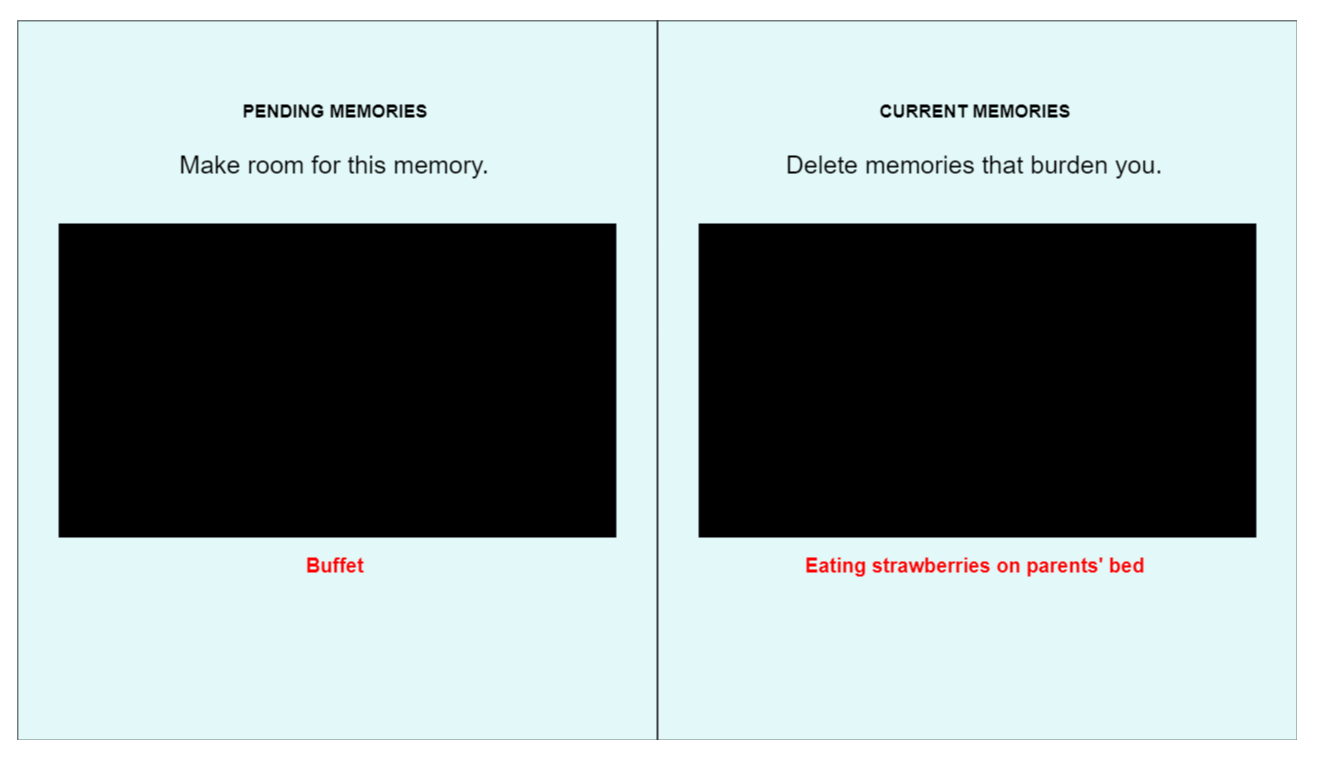 PENDING MEMORIES
Make room for this memory.
Buffet
CURRENT MEMORIES
Delete memories that burden you.
Eating strawberries on parents' bed